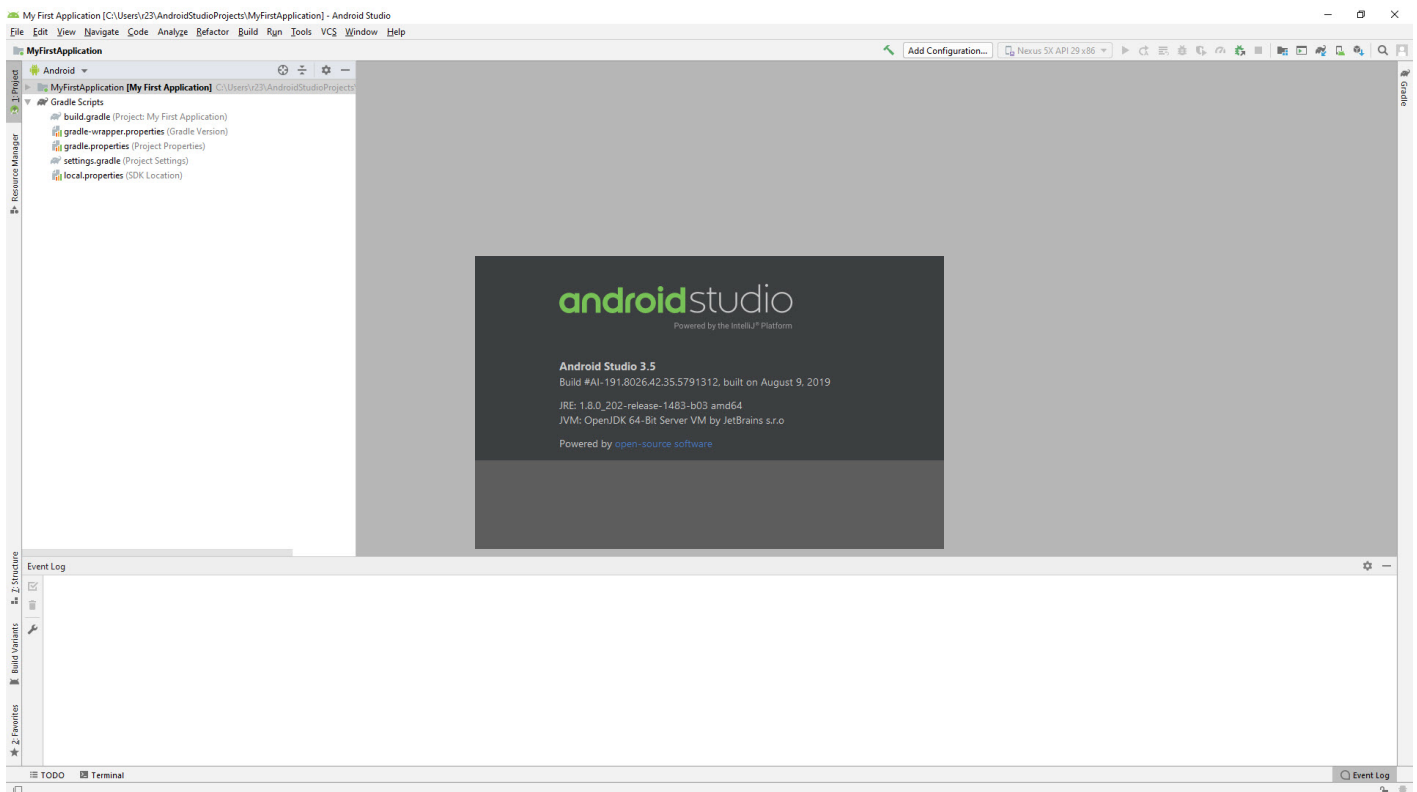 My First Application [C:\Users\r23\AndroidStudioProjects\MyFirstApplication] - Android Studio
File Edit View Navigate Code Analyze Refactor Build Run Tools VCS Window Help
MyFirstApplication
Add Configuration...
Nexus 5X API 29 x86
1: Project
Resource Manager
Android
MyFirstApplication [My First Application] C:\Users\r23\AndroidStudioProjects
Gradle Scripts
build.gradle (Project: My First Application)
gradle-wrapper.properties (Gradle Version)
gradle.properties (Project Properties)
settings.gradle (Project Settings)
local.properties (SDK Location)
Gradle
androidstudio
Powered by the IntelliJ® Platform
Android Studio 3.5
Build #AI-191.8026.42.35.5791312, built on August 9, 2019
JRE: 1.8.0_202-release-1483-b03 amd64
JVM: OpenJDK 64-Bit Server VM by JetBrains s.r.o
Powered by open-source software
7: Structure
Build Variants
2: Favorites
Event Log
TODO
Terminal
Event Log